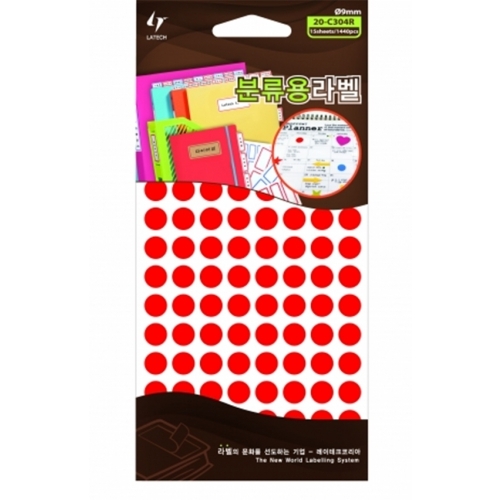 LT
LATECH
Ø9mm
20-C304R
15sheets/1440pcs
분류용라벨
Planner
라벨의 문화를 선도하는 기업 - 레이테크코리아
The New World Labelling System